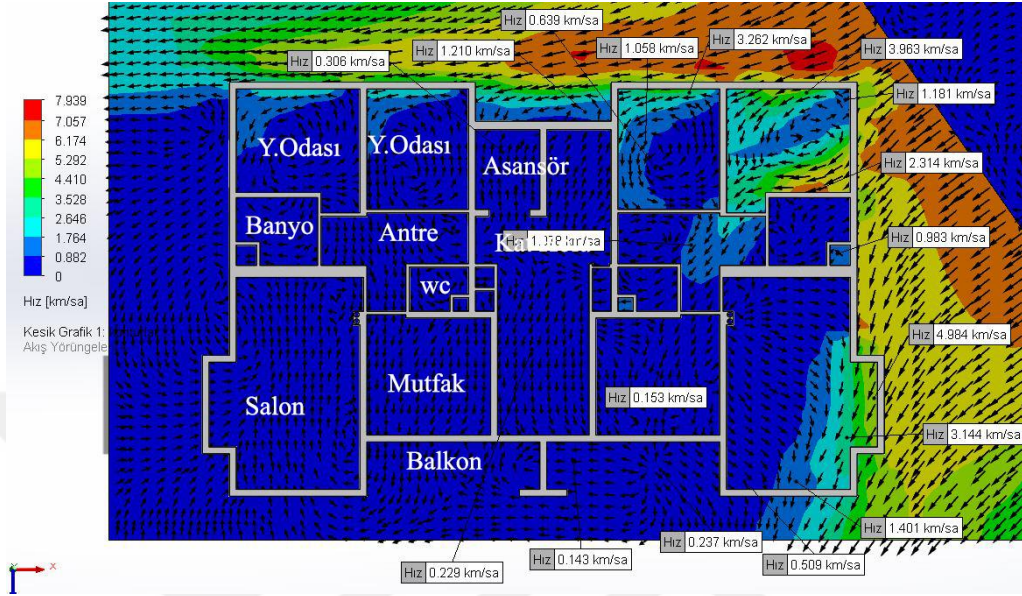 Hız 0.639 km/sa
Hız 1.210 km/sa
Hız 1.058 km/sa
Hız 3.262 km/sa
Hız 3.963 km/sa
Hız 0.306 km/sa
Hız 1.181 km/sa
7.939
7.057
6.174
5.292
4.410
3.528
2.646
1.764
0.882
0
Hız [km/sa]
Kesik Grafik 1:
Akış Yörüngele
Y.Odası
Y.Odası
Asansör
Hız 2.314 km/sa
Banyo
Antre
km/sa
Hız 0.983 km/sa
wc
Hız 4.984 km/sa
Salon
Mutfak
Hız 0.153 km/sa
Hız 3.144 km/sa
Balkon
Hız 1.401 km/sa
Hız 0.237 km/sa
Hız 0.143 km/sa
Hız 0.509 km/sa
Hız 0.229 km/sa
x